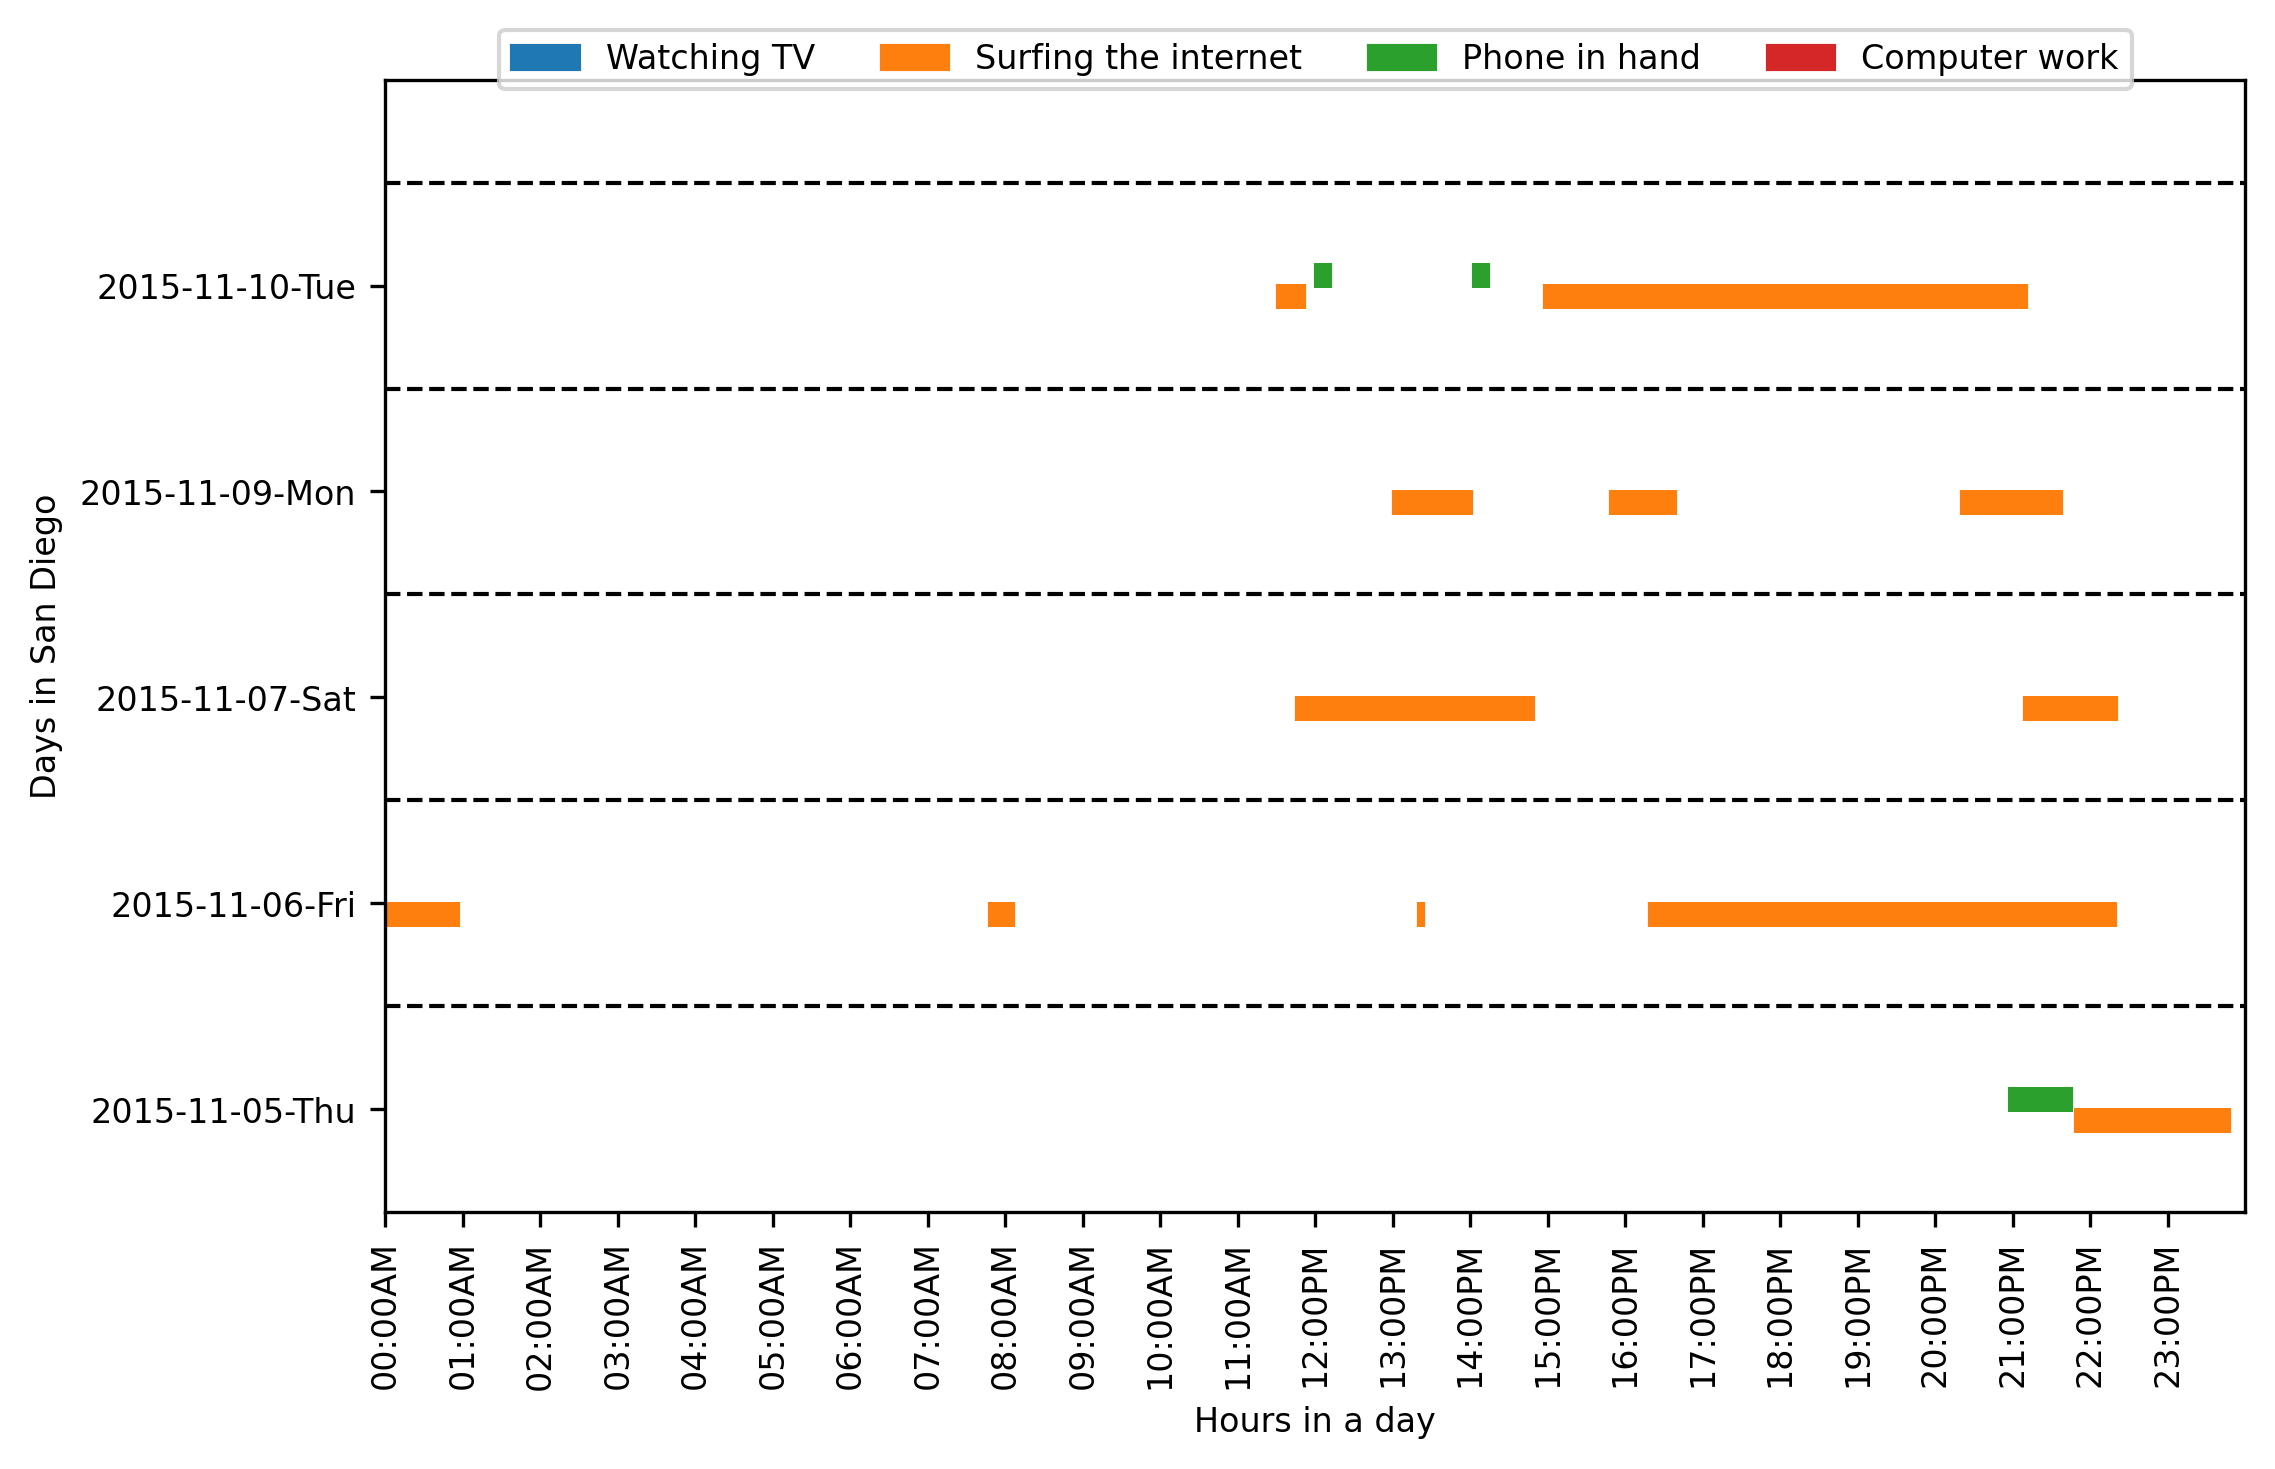 Watching TV Surfing the internet Phone in hand Computer work
2015-11-10-Tue
2015-11-09-Mon
2015-11-07-Sat
2015-11-06-Fri
2015-11-05-Thu
Days in San Diego
00:00AM 01:00AM 02:00AM 03:00AM 04:00AM 05:00AM 06:00AM 07:00AM 08:00AM 09:00AM 10:00AM 11:00AM 12:00PM 13:00PM 14:00PM 15:00PM 16:00PM 17:00PM 18:00PM 19:00PM 20:00PM 21:00PM 22:00PM 23:00PM
Hours in a day